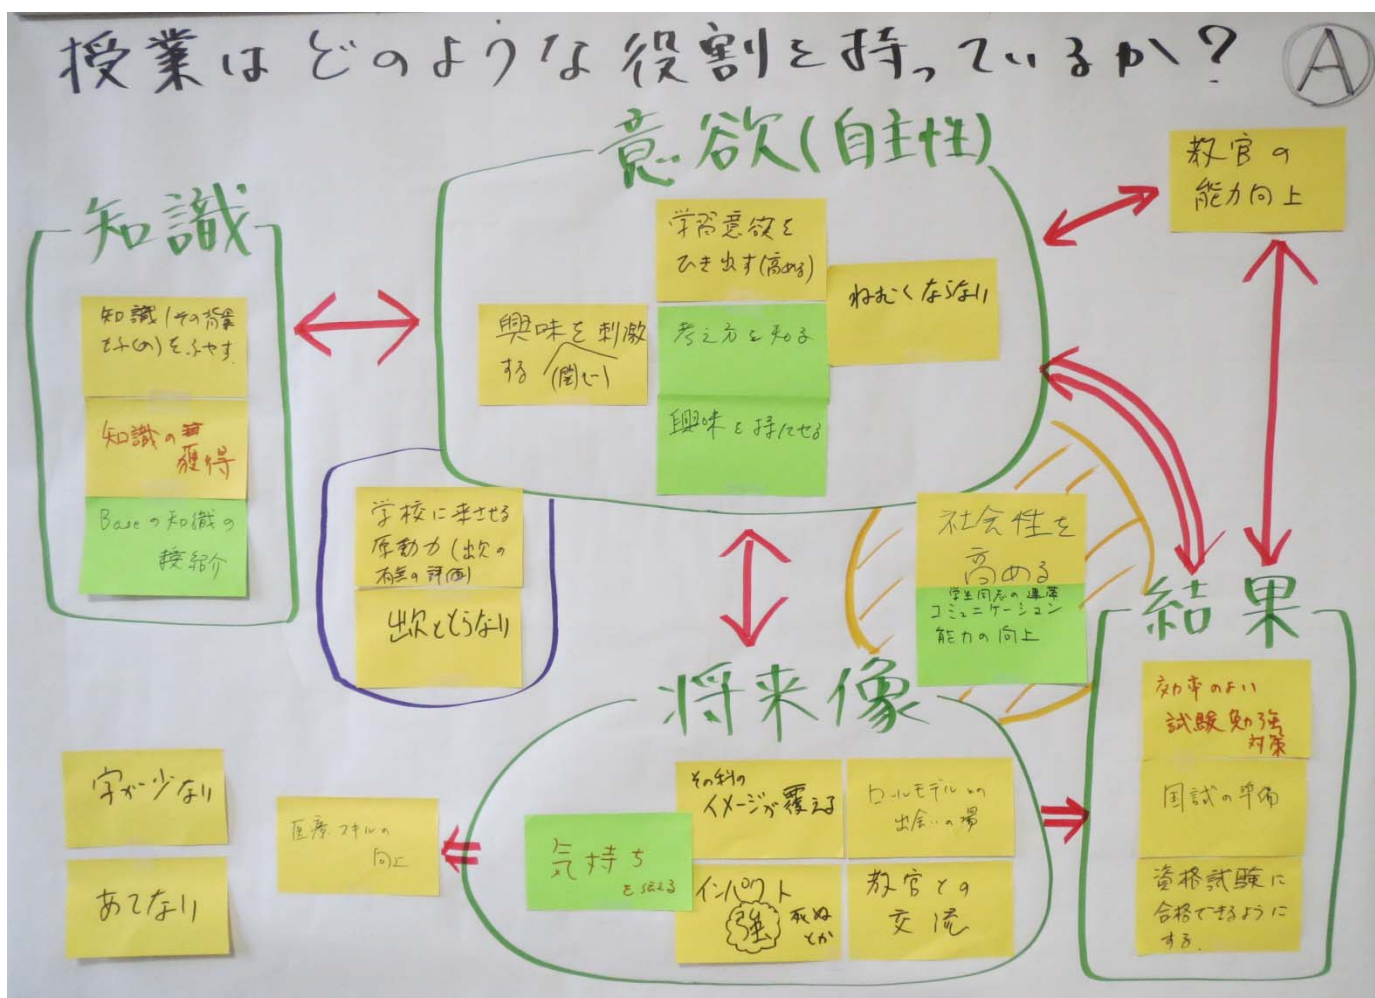 授業はどのような役割を持っているか?
A
意欲(自主性)
教官の
能力向上
知識
学習意欲を
ひき出す(高める)
ねむくならない
知識(その背景
をふやす
興味を刺激
する (関心)
考え方を知る
興味を持たせる
知識の
獲得
Baseの知識の
紹介
学校に来させる
原動力(出欠の
有無の評価)
出欠とらない
社会性を
高める
学生同志の連帯
コミュニケーション
能力の向上
結果
効率のよい
試験勉強
対策
国試の準備
資格試験に
合格できるように
する.
将来像
その科の
イメージが覆える
ロールモデルとの
出会いの場
気持ち
を伝える
インパクト
強
死ぬ
とか
教官との
交流
医療スキルの
向上
字が少ない
あてない